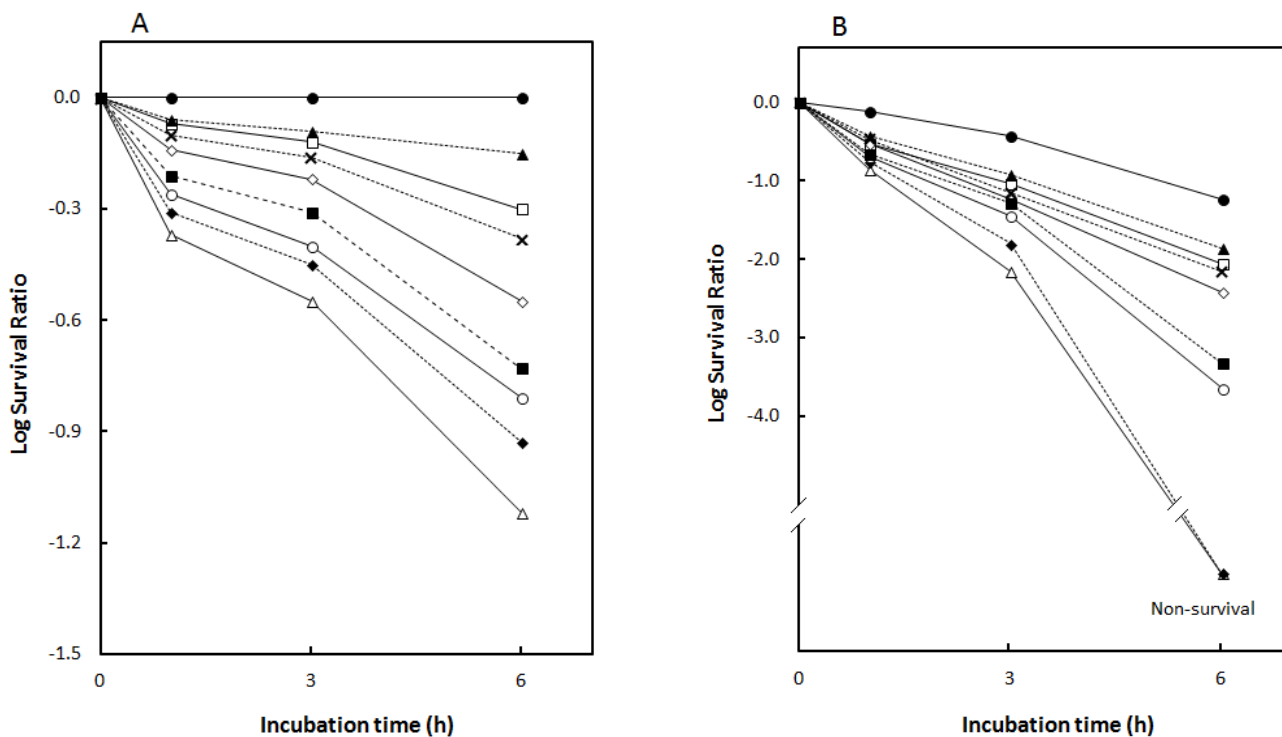 A
0.0
-0.3
-0.6
-0.9
-1.2
-1.5
0
3
6
Log Survival Ratio
Incubation time (h)
B
0.0
-1.0
-2.0
-3.0
-4.0
Non-survival
0
3
6
Log Survival Ratio
Incubation time (h)